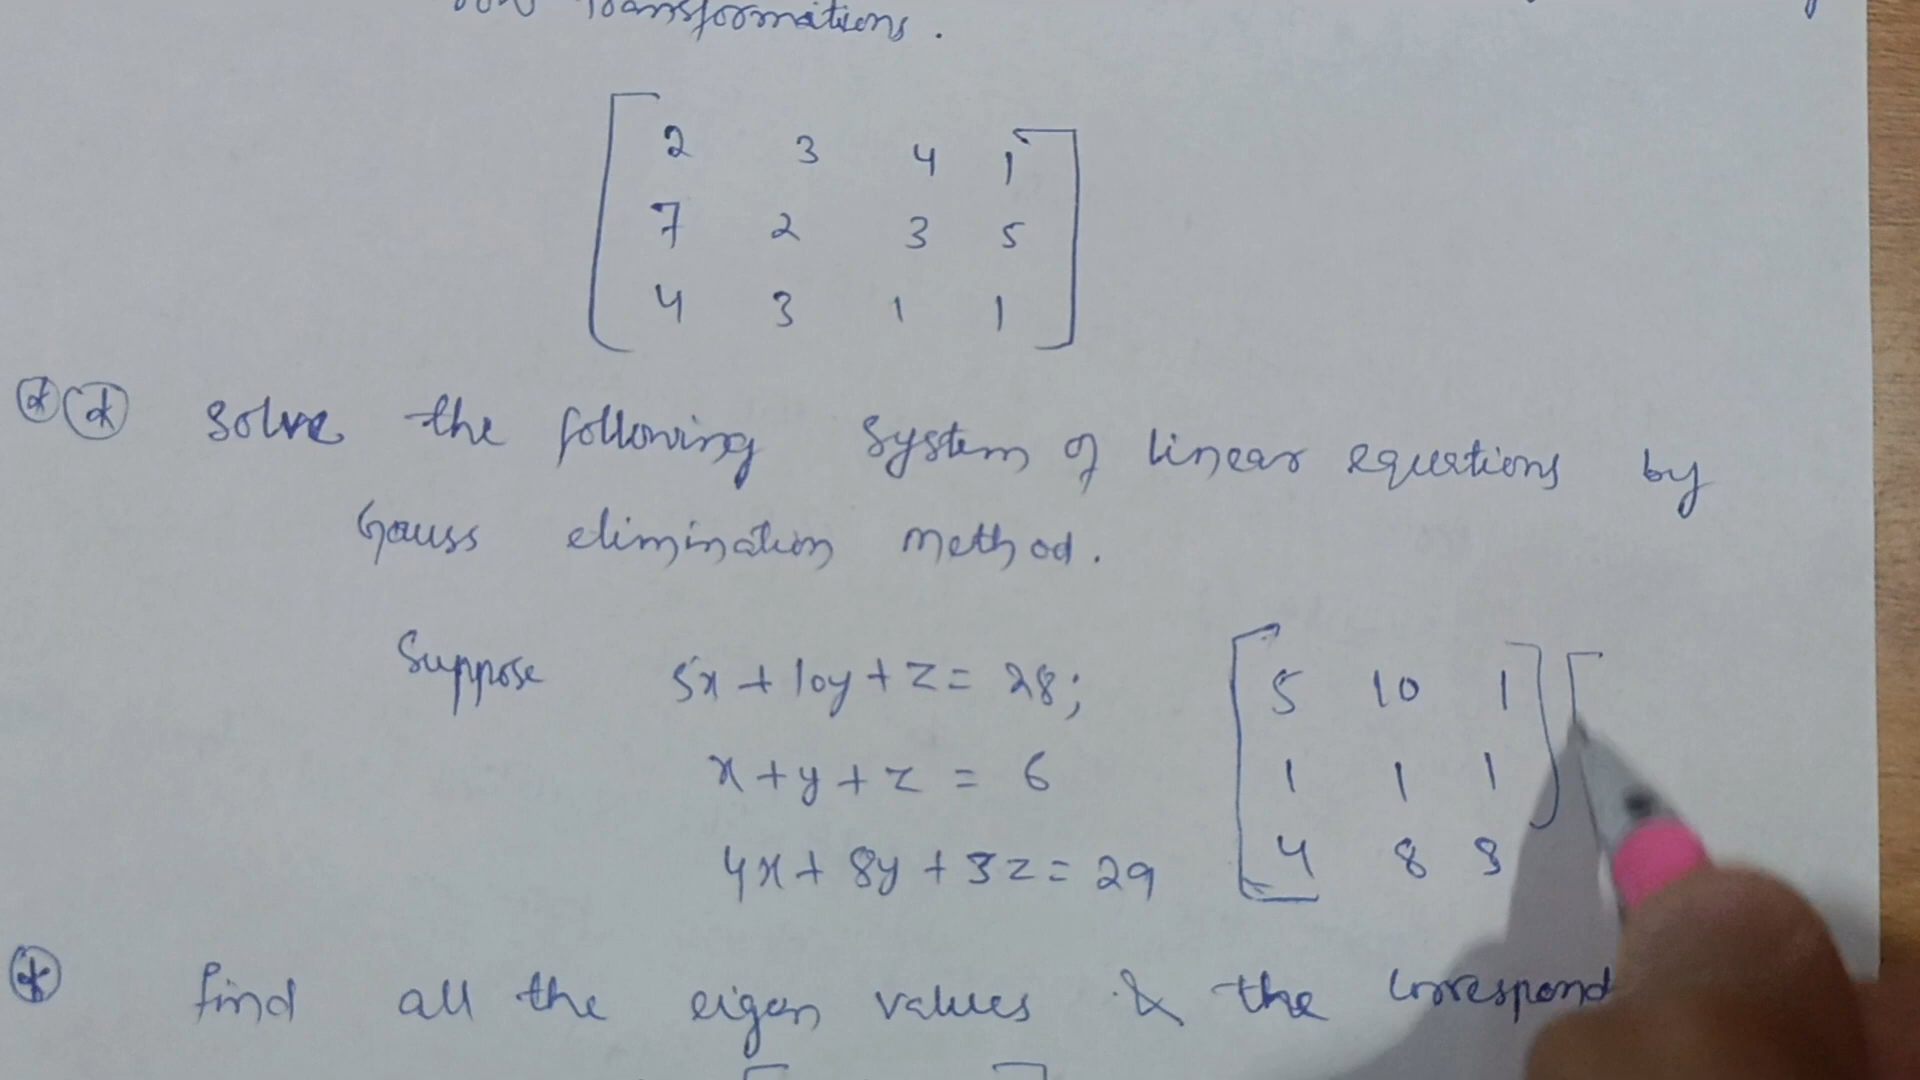 Transformations.
2 3 4 1
7 2 3 5
4 3 1 1
Solve the following System of linear equations by
Gauss elimination method.
Suppose 5x + 10y + z = 28;
x + y + z = 6
4x + 8y + 3z = 29
5 10 1
1 1 1
4 8 3
find all the eigen values & the correspond